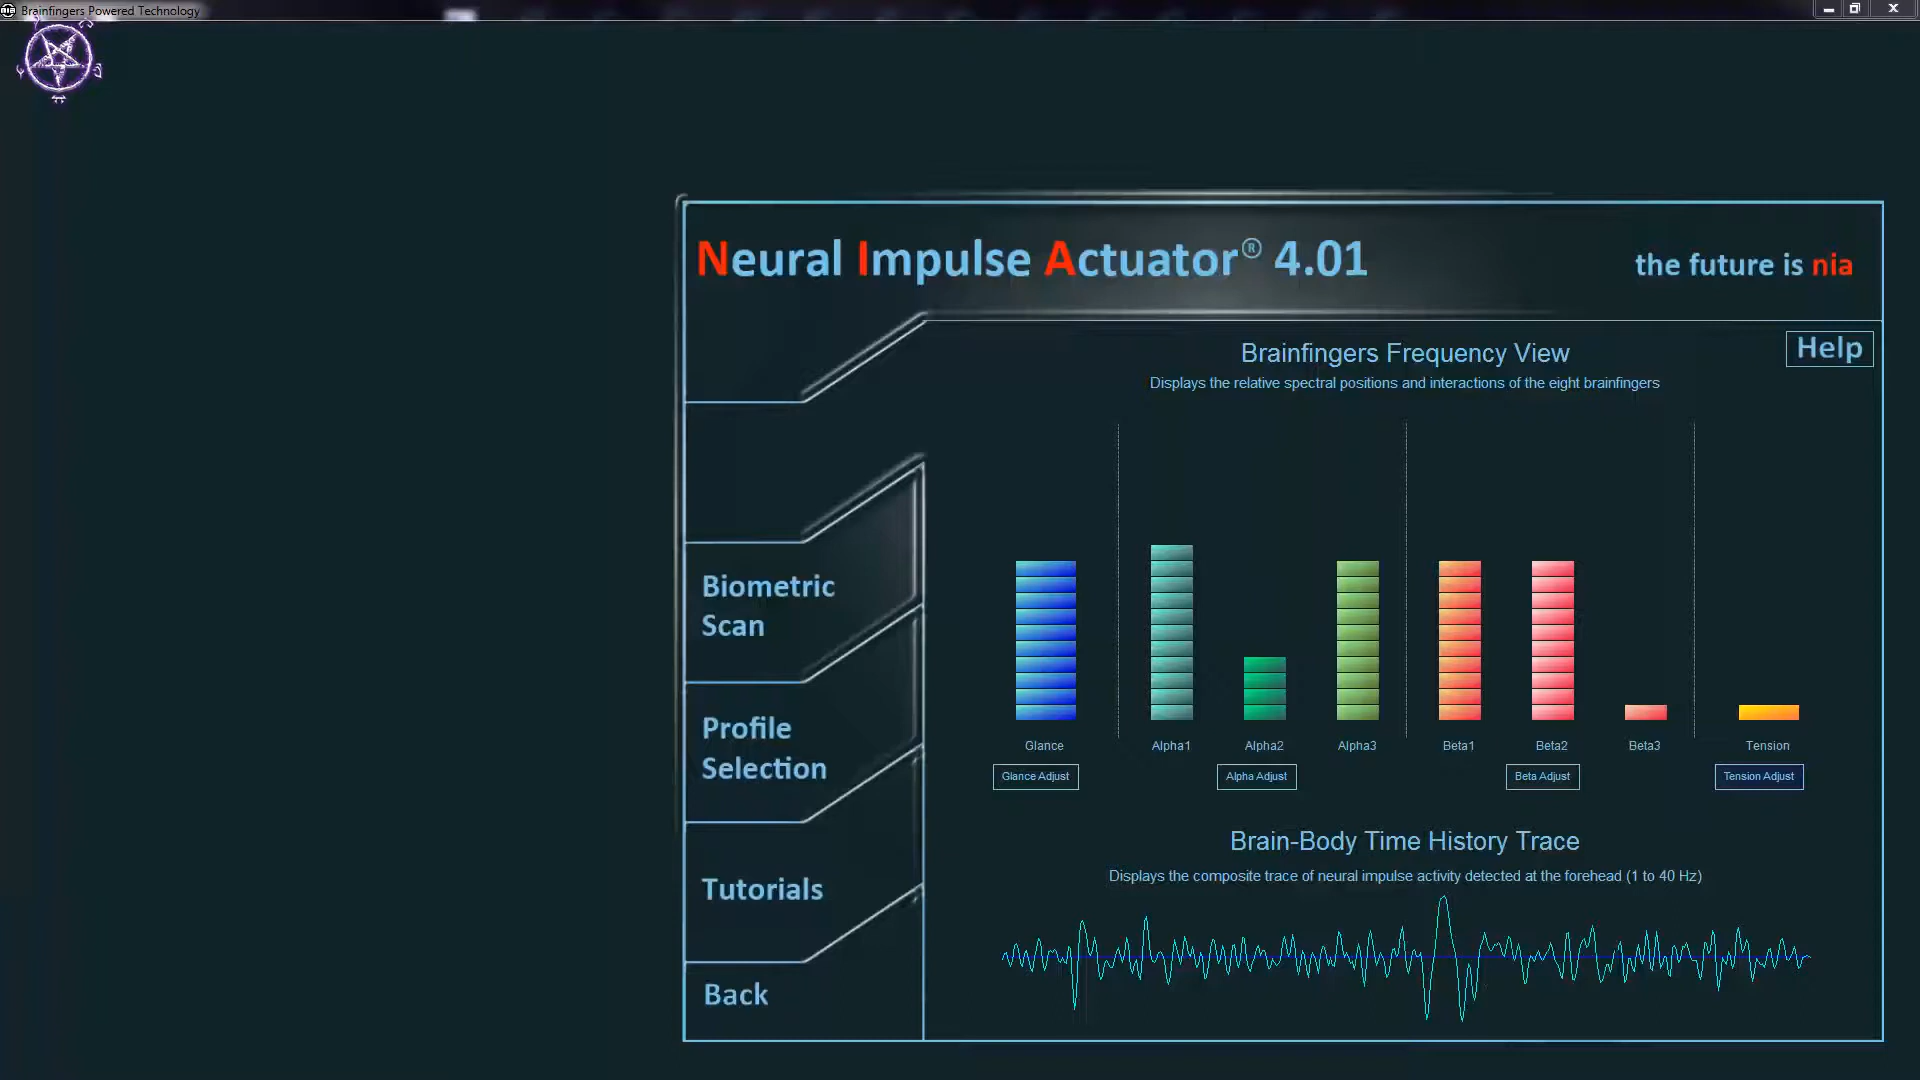 Brainfingers Powered Technology
Neural Impulse Actuator® 4.01
the future is nia
Help
Brainfingers Frequency View
Displays the relative spectral positions and interactions of the eight brainfingers
Biometric
Scan
Profile
Selection
Tutorials
Back
Glance
Alpha1
Alpha2
Alpha3
Beta1
Beta2
Beta3
Tension
Glance Adjust
Alpha Adjust
Beta Adjust
Tension Adjust
Brain-Body Time History Trace
Displays the composite trace of neural impulse activity detected at the forehead (1 to 40 Hz)